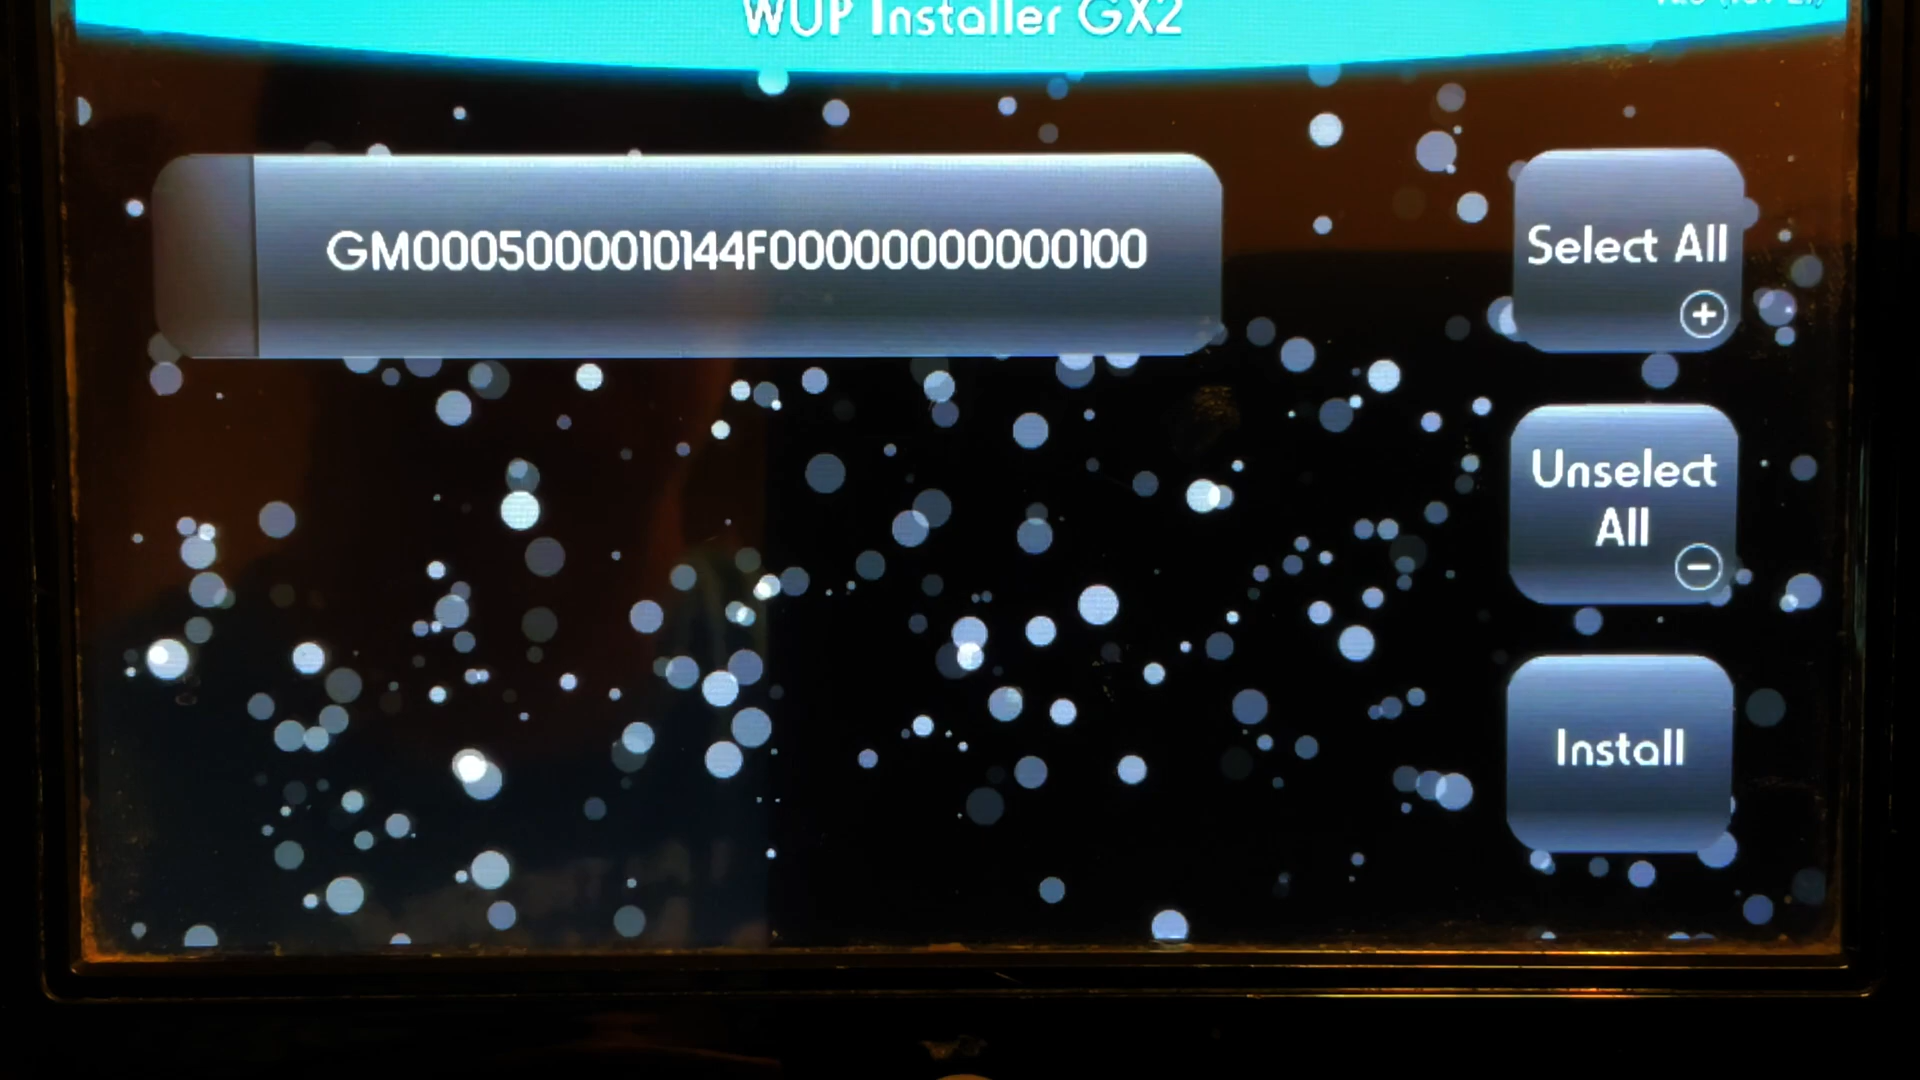 WUP Installer GX2
GM0005000010144F00000000000100
Select All
+
Unselect
All
−
Install